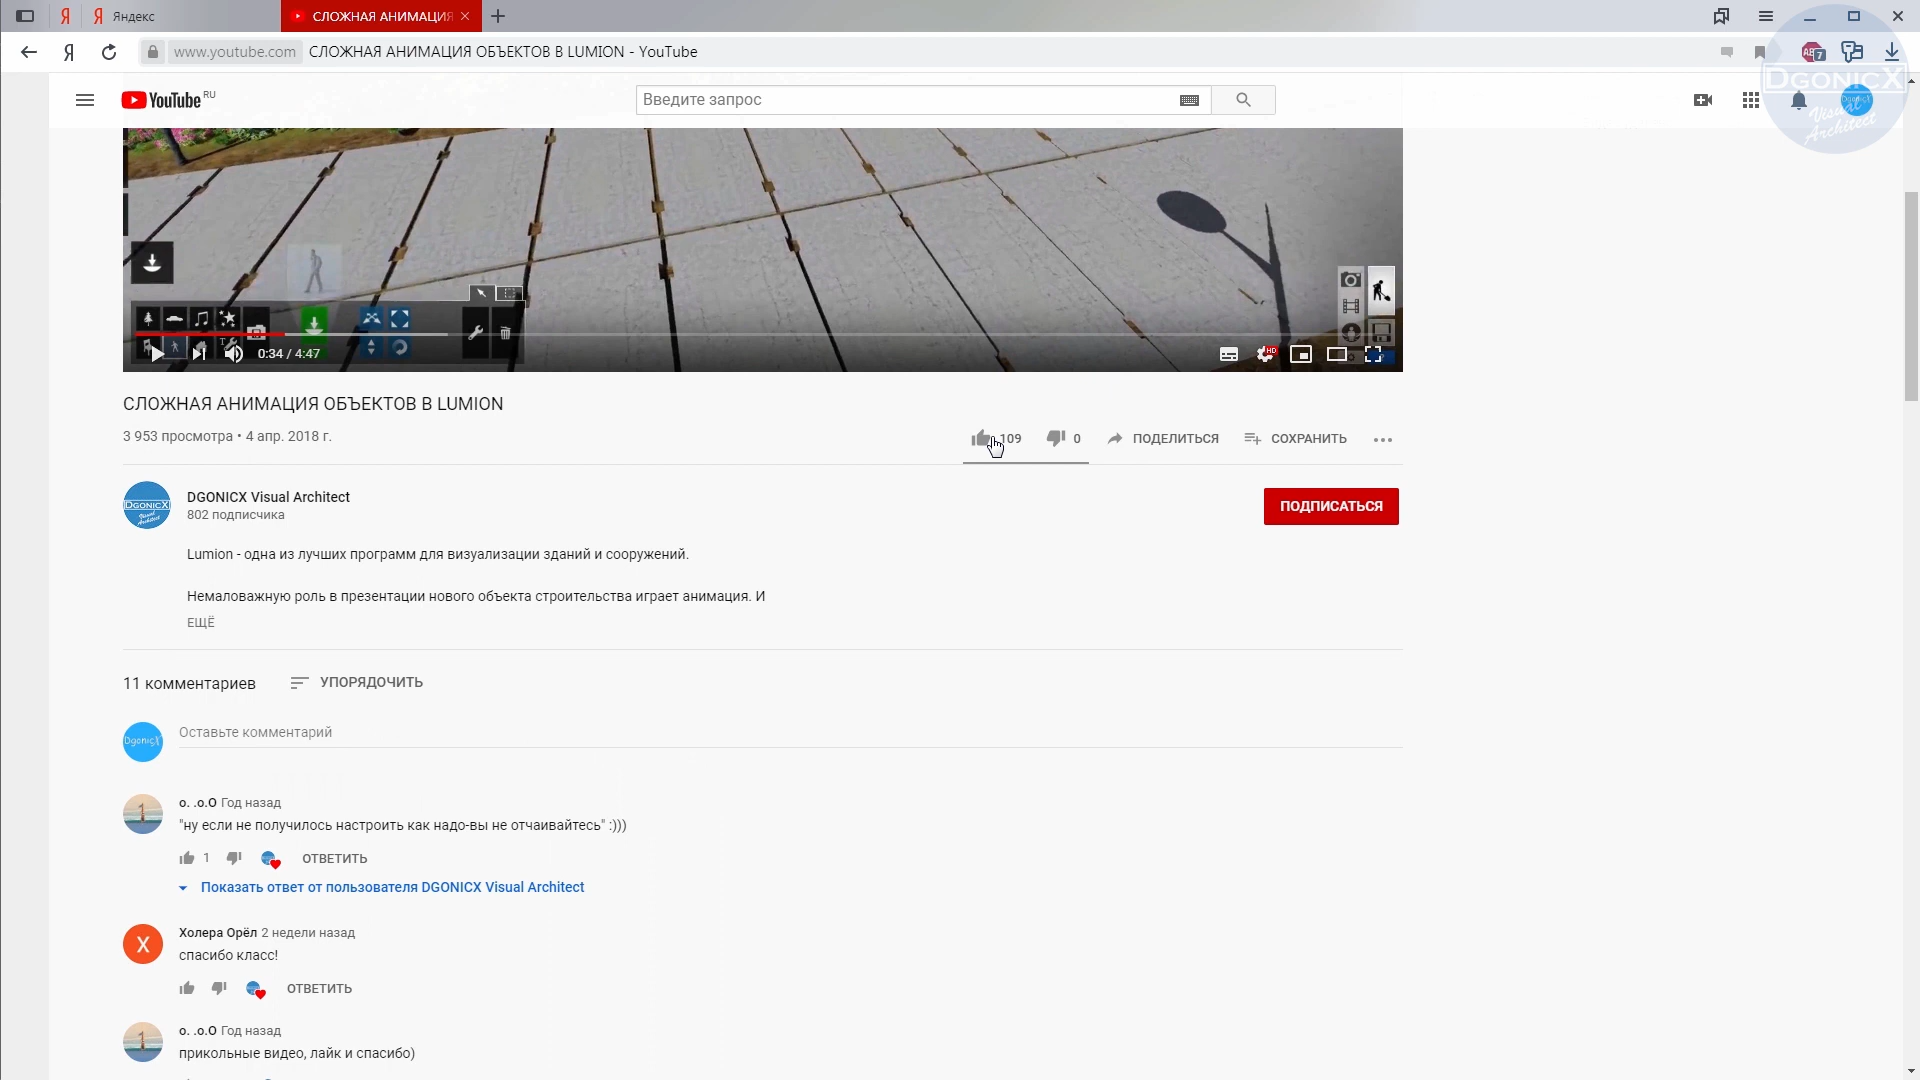 Яндекс
СЛОЖНАЯ АНИМАЦИЯ
www.youtube.com СЛОЖНАЯ АНИМАЦИЯ ОБЪЕКТОВ В LUMION - YouTube
7
DGONICX
Visual
Architect
YouTube RU
Введите запрос
0:34 / 4:47
HD
СЛОЖНАЯ АНИМАЦИЯ ОБЪЕКТОВ В LUMION
3 953 просмотра • 4 апр. 2018 г.
109
0
ПОДЕЛИТЬСЯ
СОХРАНИТЬ
DGONICX Visual Architect
802 подписчика
ПОДПИСАТЬСЯ
Lumion - одна из лучших программ для визуализации зданий и сооружений.
Немаловажную роль в презентации нового объекта строительства играет анимация. И
ЕЩЁ
11 комментариев
УПОРЯДОЧИТЬ
DgonicX
Оставьте комментарий
o. .o.O Год назад
"ну если не получилось настроить как надо-вы не отчаивайтесь" :)))
1
ОТВЕТИТЬ
Показать ответ от пользователя DGONICX Visual Architect
Х
Холера Орёл 2 недели назад
спасибо класс!
ОТВЕТИТЬ
o. .o.O Год назад
прикольные видео, лайк и спасибо)